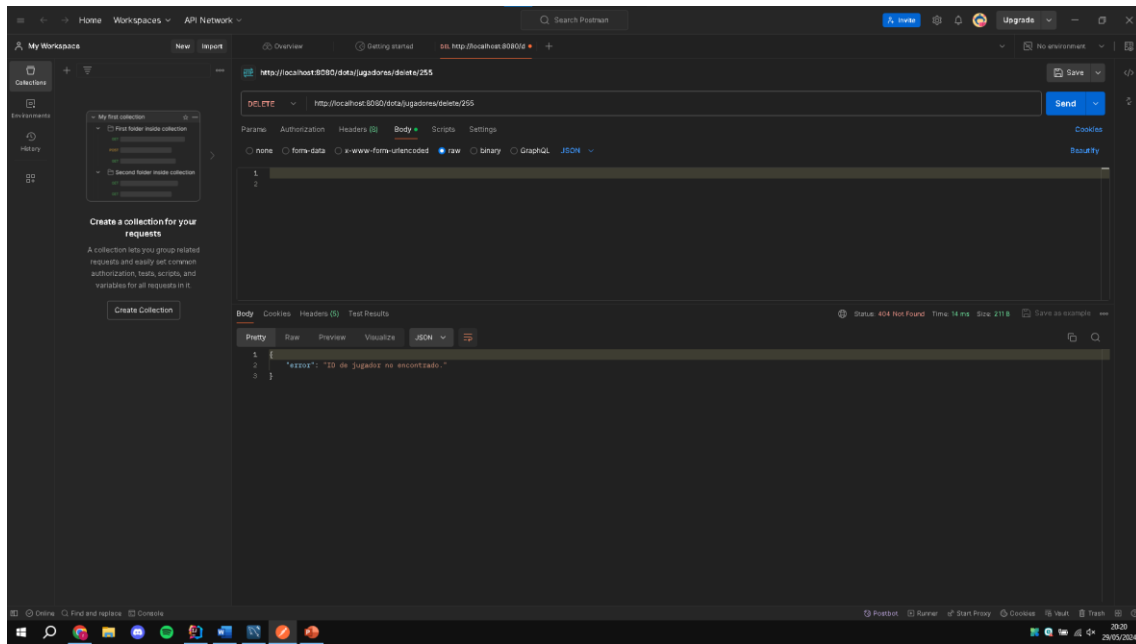 Home Workspaces API Network Search Postman Invite Upgrade
My Workspace New Import Overview Getting started DEL http://localhost:8080/d No environment
Collections
Environments
History
My first collection
First folder inside collection
Second folder inside collection
Create a collection for your
requests
A collection lets you group related
requests and easily set common
authorization, tests, scripts, and
variables for all requests in it.
Create Collection
http://localhost:8080/dota/jugadores/delete/255 Save
DELETE http://localhost:8080/dota/jugadores/delete/255 Send
Params Authorization Headers (8) Body Scripts Settings Cookies
none form-data x-www-form-urlencoded raw binary GraphQL JSON Beautify
1
2
Body Cookies Headers (5) Test Results Status: 404 Not Found Time: 14 ms Size: 211 B Save as example
Pretty Raw Preview Visualize JSON
1 {
2 "error": "ID de jugador no encontrado."
3 }
Online Find and replace Console Postbot Runner Start Proxy Cookies Vault Trash
20:20